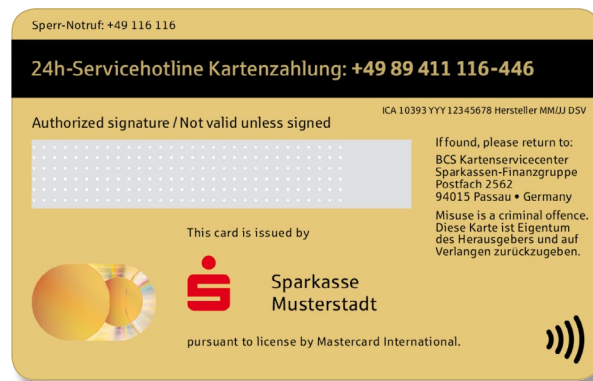 Sperr-Notruf: +49 116 116
24h-Servicehotline Kartenzahlung: +49 89 411 116-446
ICA 10393 YYY 12345678 Hersteller MM/JJ DSV
Authorized signature / Not valid unless signed
If found, please return to:
BCS Kartenservicecenter
Sparkassen-Finanzgruppe
Postfach 2562
94015 Passau • Germany
Misuse is a criminal offence.
Diese Karte ist Eigentum
des Herausgebers und auf
Verlangen zurückzugeben.
This card is issued by
Sparkasse
Musterstadt
pursuant to license by Mastercard International.